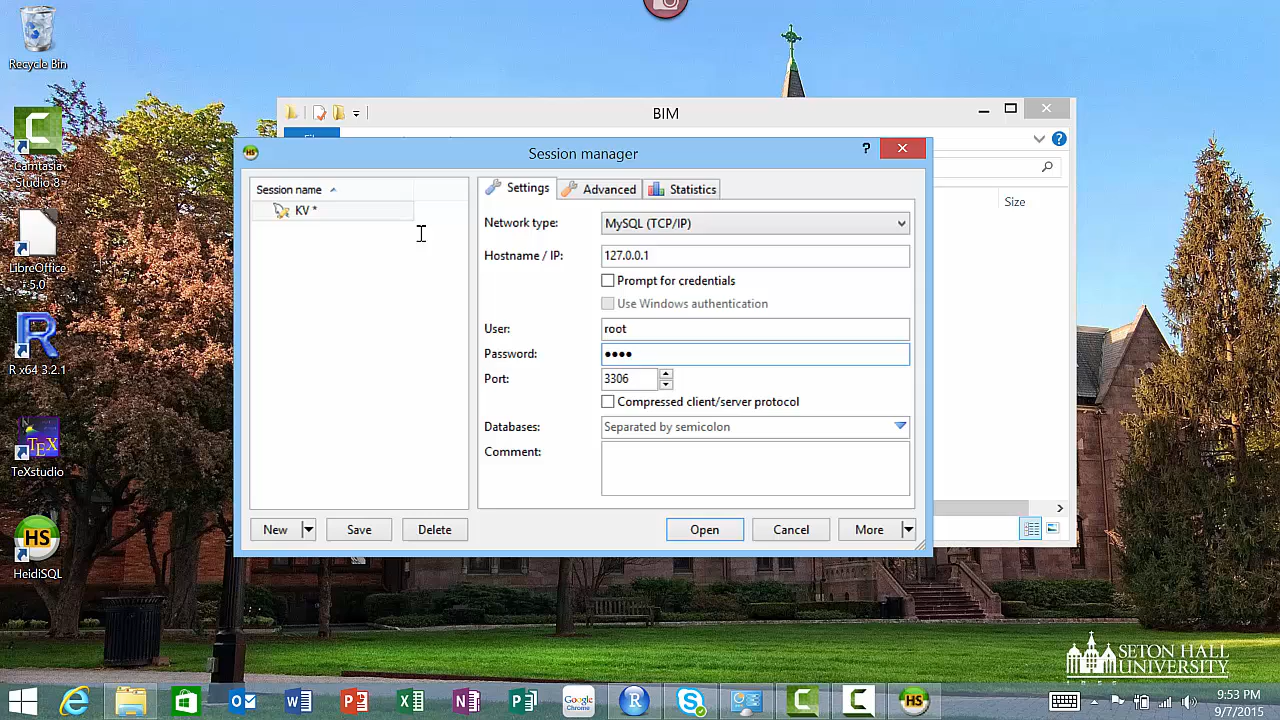 Recycle Bin
Camtasia
Studio 8
LibreOffice
5.0
R x64 3.2.1
TEX
TeXstudio
HS
HeidiSQL
BIM
Session manager
?
Session name
KV *
Settings
Advanced
Statistics
Network type:
MySQL (TCP/IP)
Hostname / IP:
127.0.0.1
Prompt for credentials
Use Windows authentication
User:
root
Password:
••••
Port:
3306
Compressed client/server protocol
Databases:
Separated by semicolon
Comment:
New
Save
Delete
Open
Cancel
More
Size
SETON HALL
UNIVERSITY
Google
chrome
9:53 PM
9/7/2015